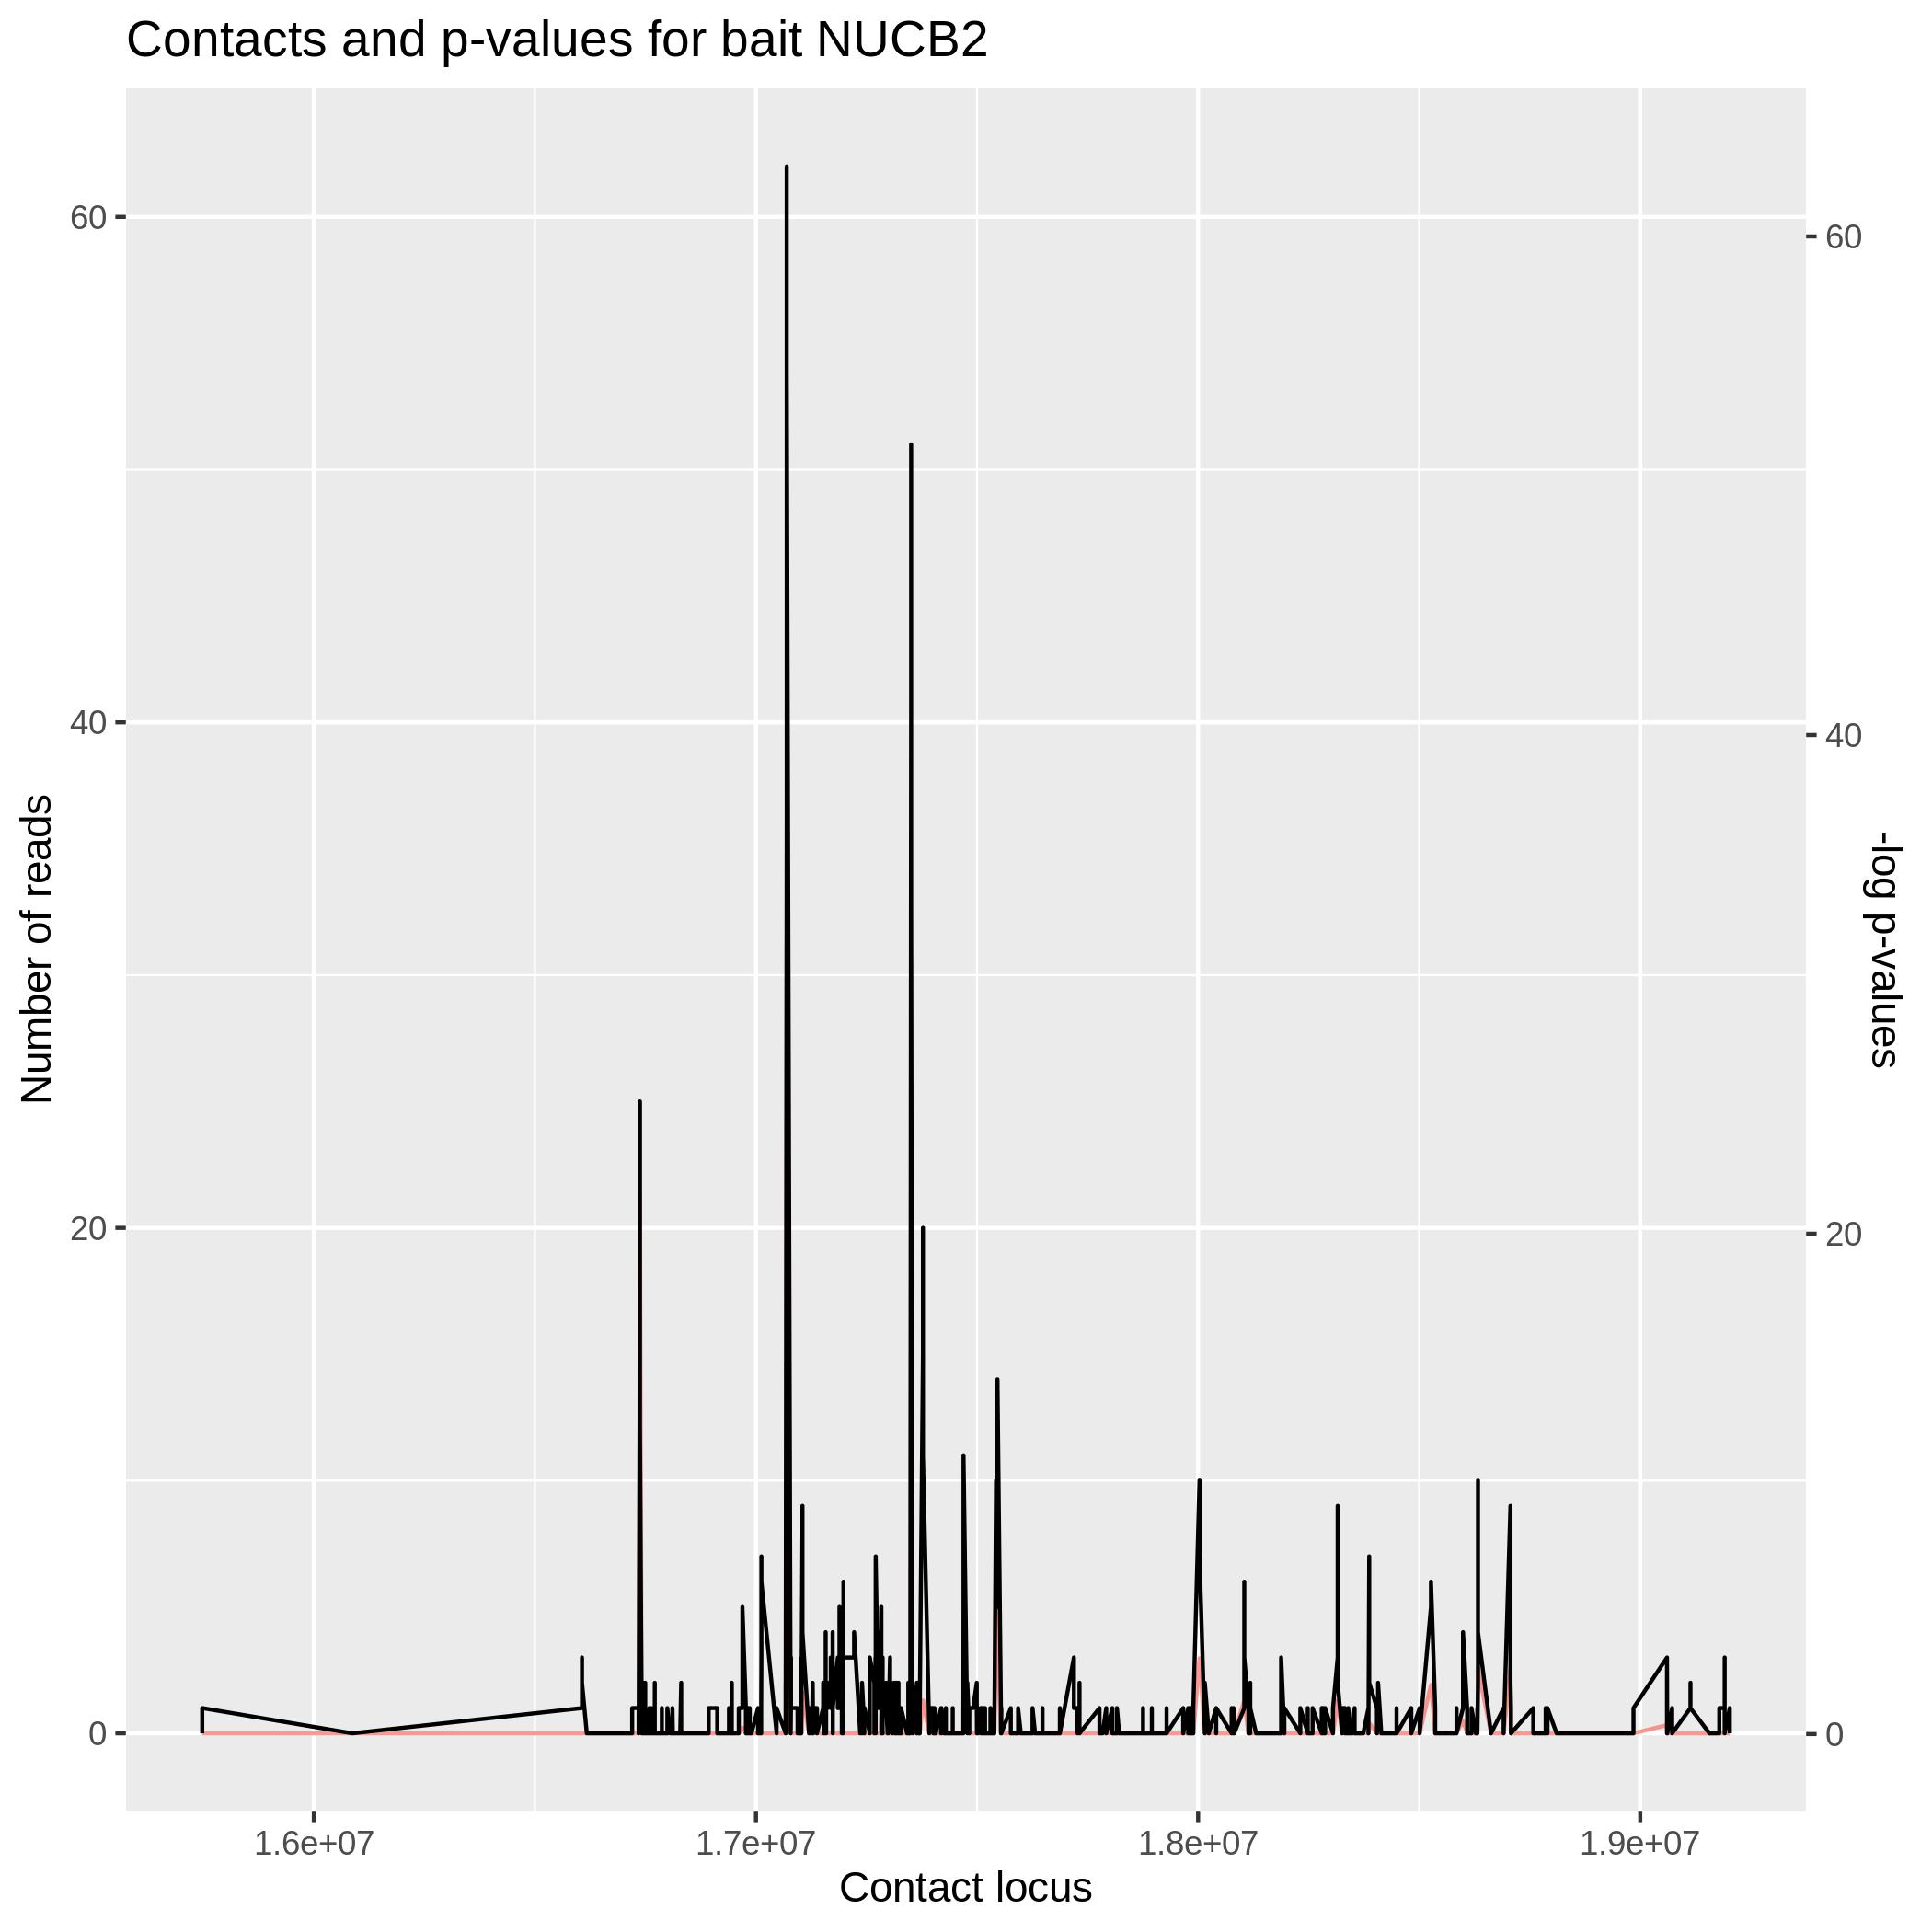 Contacts and p-values for bait NUCB2
60
40
20
0
Number of reads
60
40
20
0
-log p-values
1.6e+07
1.7e+07
1.8e+07
1.9e+07
Contact locus